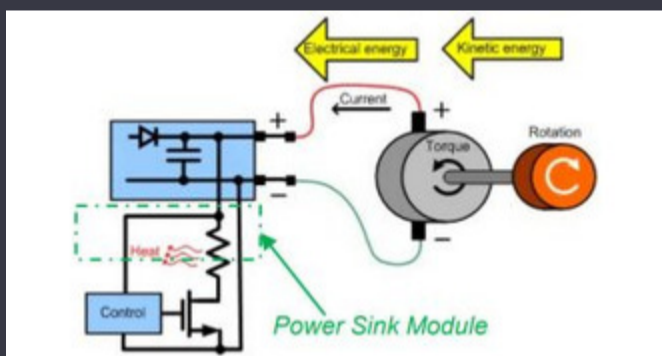 Electrical energy
Kinetic energy
Current
+
+
Rotation
Torque
−
−
Heat
Control
Power Sink Module